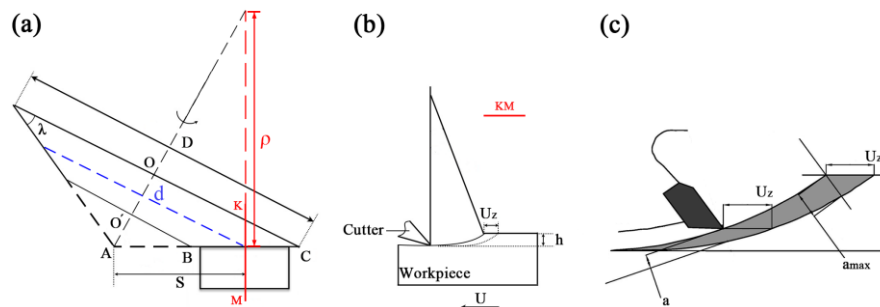 (a)
λ
D
O
d
O'
ρ
K
A
B
C
S
M
(b)
KM
Cutter
Uz
h
Workpiece
U
(c)
Uz
Uz
amax
a